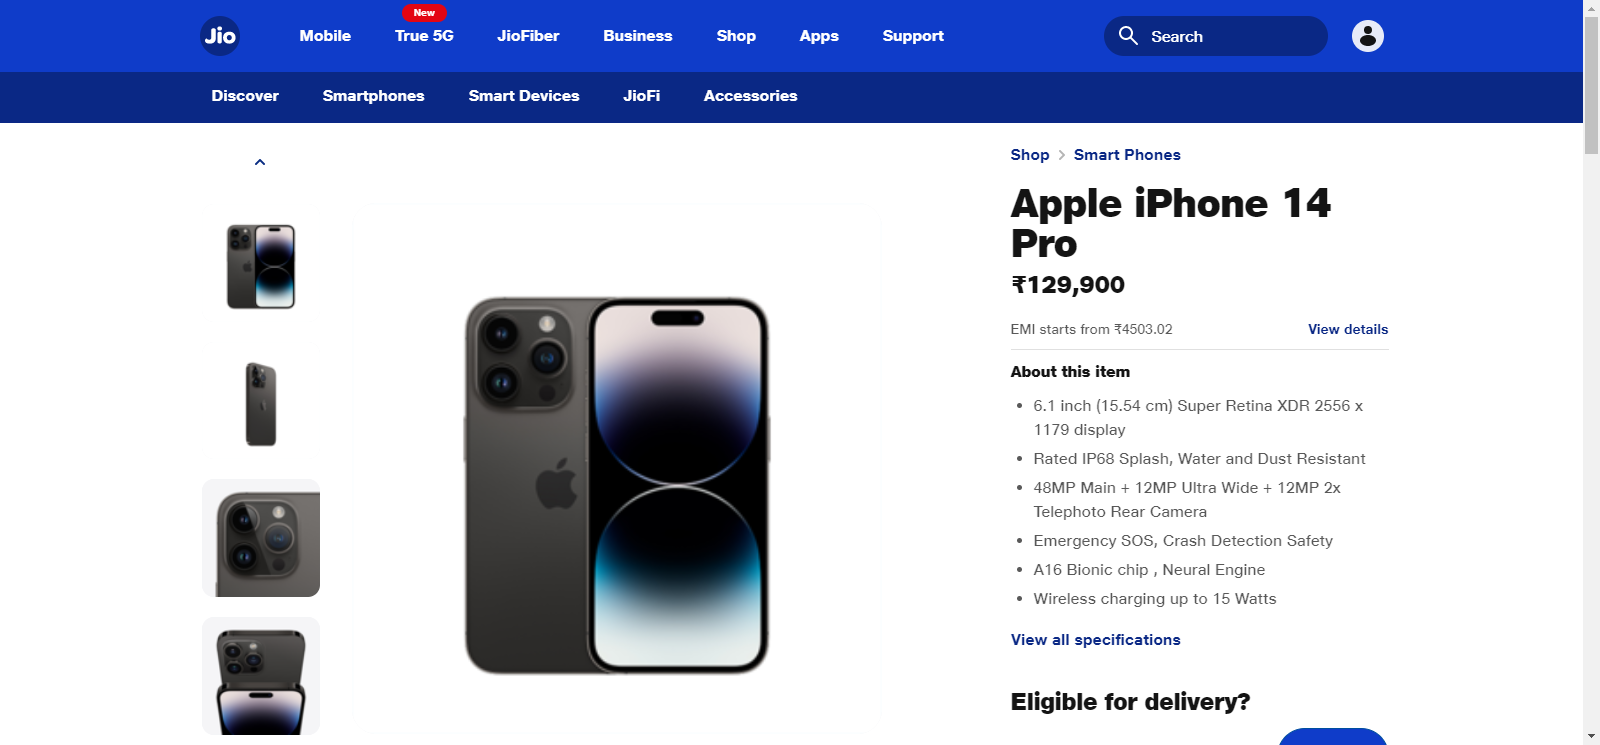 New
Jio
Mobile True 5G JioFiber Business Shop Apps Support
Search
Discover Smartphones Smart Devices JioFi Accessories
Shop > Smart Phones
Apple iPhone 14
Pro
₹129,900
EMI starts from ₹4503.02 View details
About this item
• 6.1 inch (15.54 cm) Super Retina XDR 2556 x
1179 display
• Rated IP68 Splash, Water and Dust Resistant
• 48MP Main + 12MP Ultra Wide + 12MP 2x
Telephoto Rear Camera
• Emergency SOS, Crash Detection Safety
• A16 Bionic chip , Neural Engine
• Wireless charging up to 15 Watts
View all specifications
Eligible for delivery?